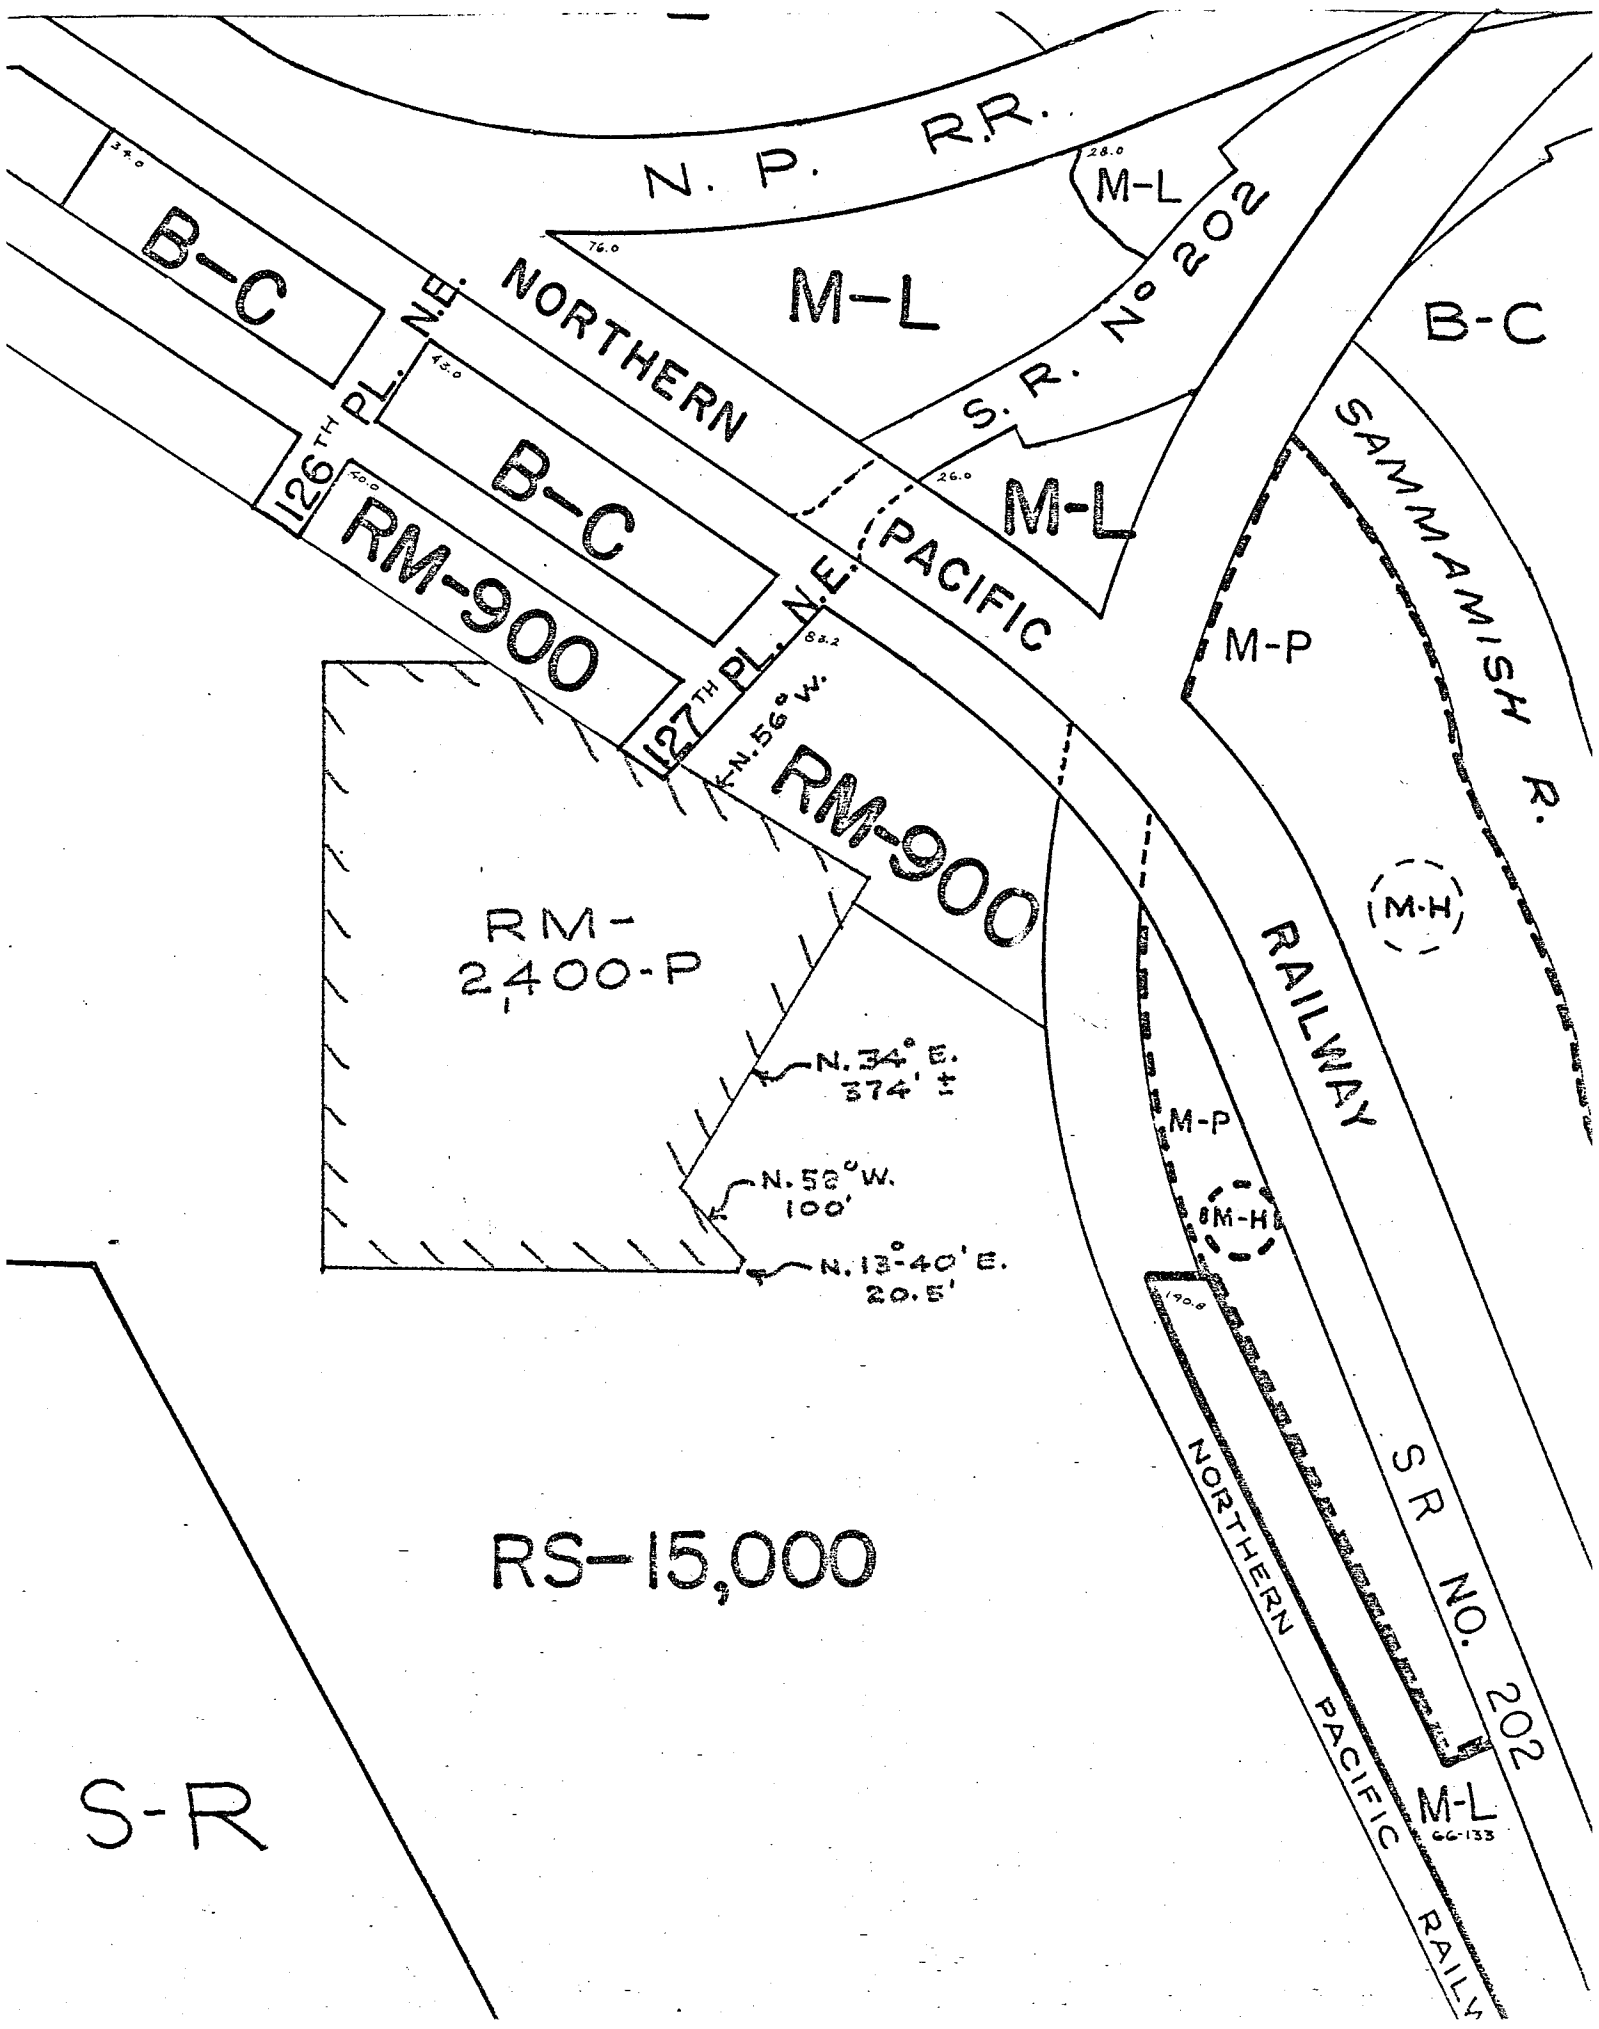 N. P. R.R.
34.0
B-C
28.0
M-L
76.0
M-L
S. R. No 202
B-C
126TH PL. N.E.
43.0
B-C
NORTHERN PACIFIC RAILWAY
26.0
M-L
SAMMAMISH R.
40.0
RM-900
127TH PL. N.E.
83.2
N. 56° W.
RM-900
M-P
M-H
RM-
2,400-P
N. 34° E.
374' ±
N. 52° W.
100'
N. 13°-40' E.
20.5'
M-P
M-H
190.8
NORTHERN PACIFIC RAILW
S R NO. 202
RS-15,000
S-R
M-L
66-133